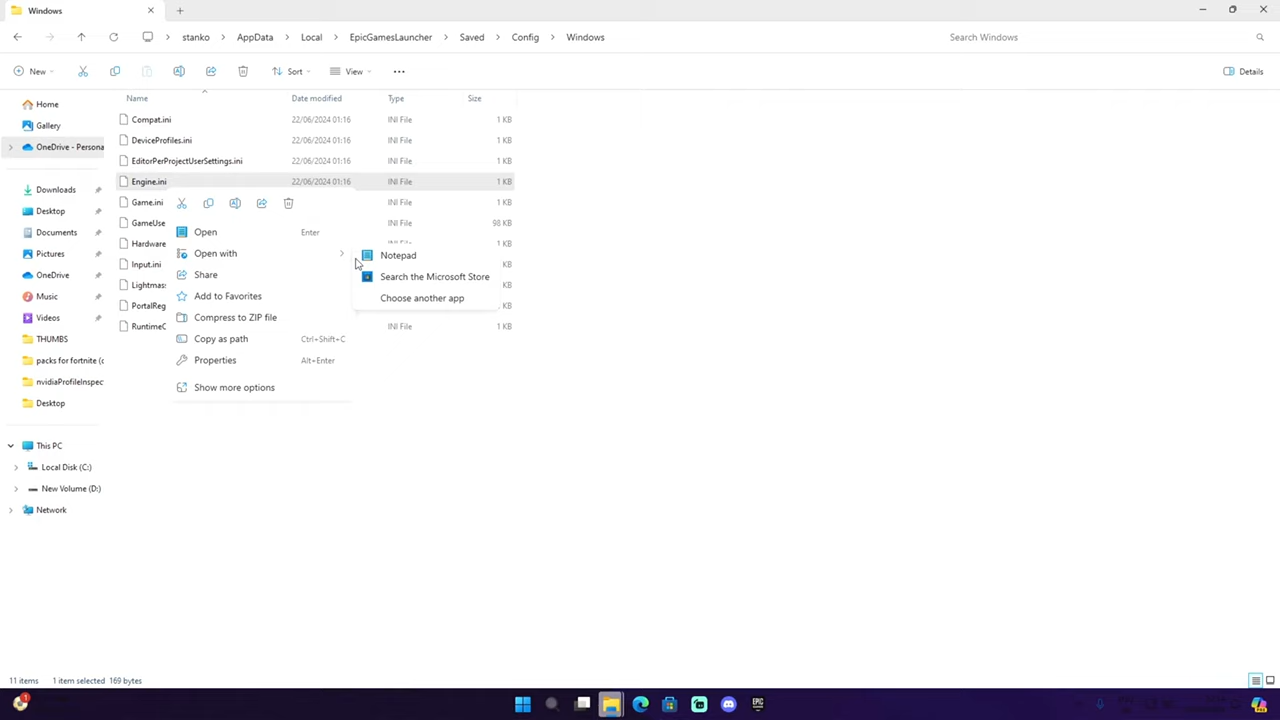 Windows
stanko > AppData > Local > EpicGamesLauncher > Saved > Config > Windows
Search Windows
New
Sort
View
Details
Name Date modified Type Size
Home
Gallery
OneDrive - Persona
Downloads
Desktop
Documents
Pictures
OneDrive
Music
Videos
THUMBS
packs for fortnite (c
nvidiaProfileInspec
Desktop
This PC
Local Disk (C:)
New Volume (D:)
Network
Compat.ini 22/06/2024 01:16 INI File 1 KB
DeviceProfiles.ini 22/06/2024 01:16 INI File 1 KB
EditorPerProjectUserSettings.ini 22/06/2024 01:16 INI File 1 KB
Engine.ini 22/06/2024 01:16 INI File 1 KB
Game.ini INI File 1 KB
GameUse INI File 98 KB
Hardware INI File 1 KB
Input.ini KB
Lightmass KB
PortalReg KB
RuntimeC INI File 1 KB
Open Enter
Open with
Share
Add to Favorites
Compress to ZIP file
Copy as path Ctrl+Shift+C
Properties Alt+Enter
Show more options
Notepad
Search the Microsoft Store
Choose another app
11 items 1 item selected 169 bytes
1
EPIC